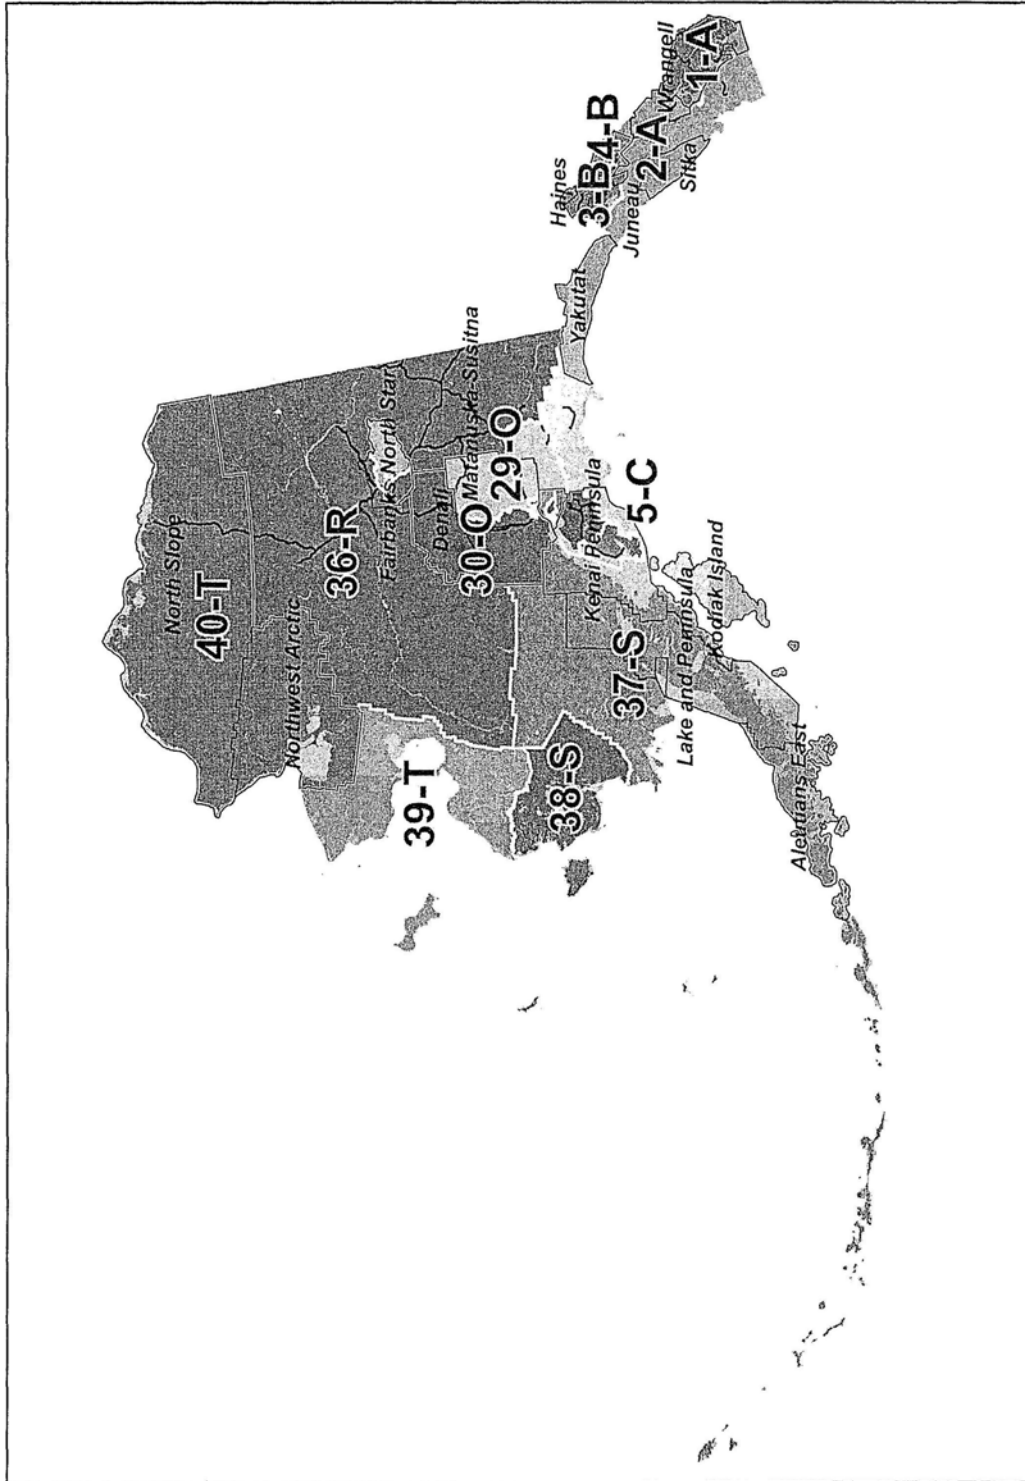 North Slope
40-T
Northwest Arctic
36-R
Fairbanks North Star
39-T
Denali
30-O
Matanuska-Susitna
29-O
38-S
37-S
Kenai Peninsula
5-C
Lake and Peninsula
Kodiak Island
Aleutians East
Yakutat
Haines
3-B
4-B
Juneau
2-A
Sitka
Wrangell
1-A